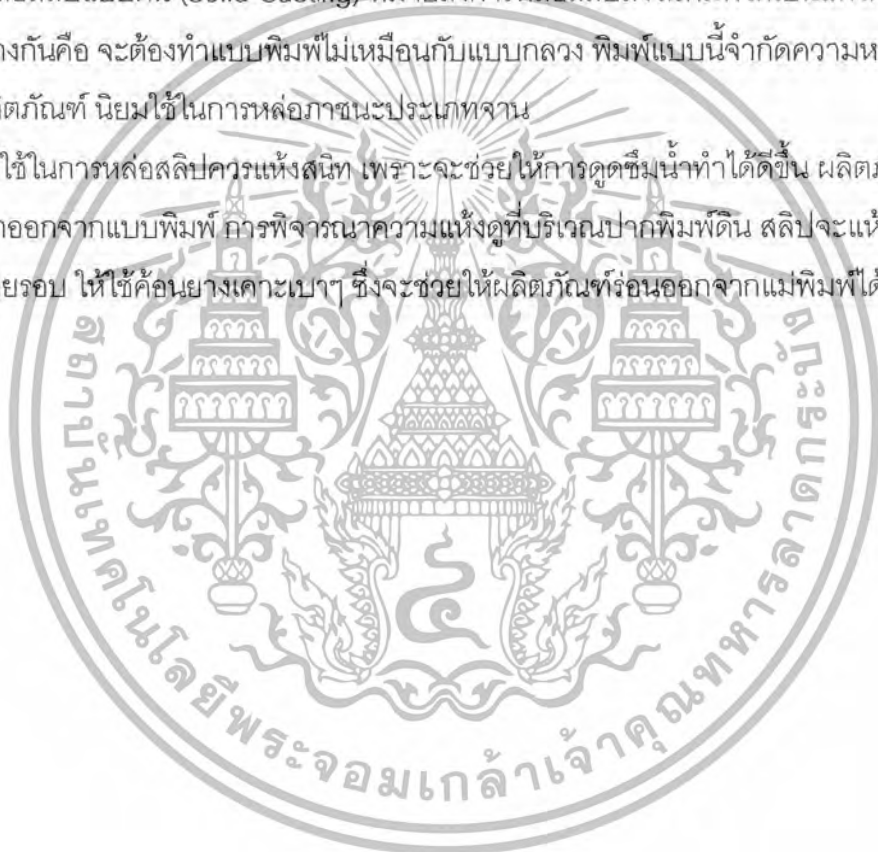 (Solid Casting)
างกันคือ จะต้องทำแบบพิมพ์ไม่เหมือนกับแบบกลวง พิมพ์แบบนี้จำกัดความห
ิตภัณฑ์ นิยมใช้ในการหล่อภาชนะประเภทจาน
ใช้ในการหล่อสลิปควรแห้งสนิท เพราะจะช่วยให้การดูดซึมน้ำทำได้ดีขึ้น ผลิตภ
าออกจากแบบพิมพ์ การพิจารณาความแห้งดูที่บริเวณปากพิมพ์ดิน สลิปจะแห้
ยรอบ ให้ใช้ค้อนยางเคาะเบาๆ ซึ่งจะช่วยให้ผลิตภัณฑ์ร่อนออกจากแม่พิมพ์ได้
สถาบันเทคโนโลยีพระจอมเกล้าเจ้าคุณทหารลาดกระบัง